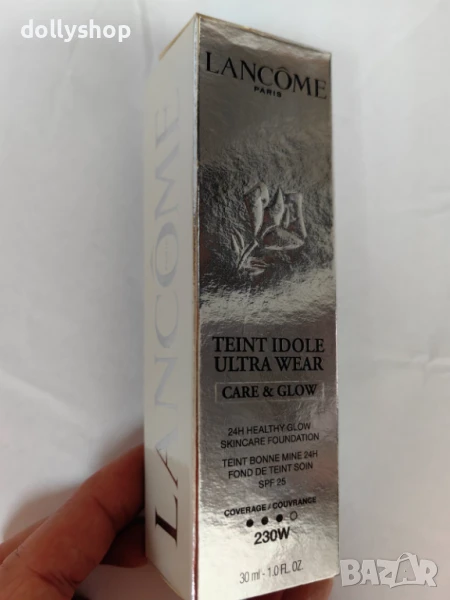 dollyshop
LANCÔME
LANCÔME
PARIS
TEINT IDOLE
ULTRA WEAR
CARE & GLOW
24H HEALTHY GLOW
SKINCARE FOUNDATION
TEINT BONNE MINE 24H
FOND DE TEINT SOIN
SPF 25
COVERAGE / COUVRANCE
230W
30 ml - 1.0 FL. OZ.
BAZAR